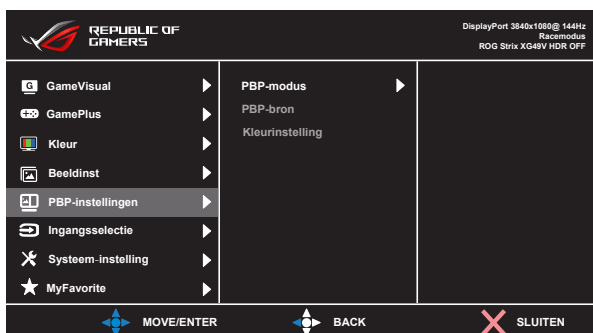 REPUBLIC OF
GAMERS
DisplayPort 3840x1080@ 144Hz
Racemodus
ROG Strix XG49V HDR OFF
G GameVisual
GamePlus
Kleur
Beeldinst
PBP-instellingen
Ingangsselectie
Systeem-instelling
MyFavorite
PBP-modus
PBP-bron
Kleurinstelling
MOVE/ENTER
BACK
SLUITEN